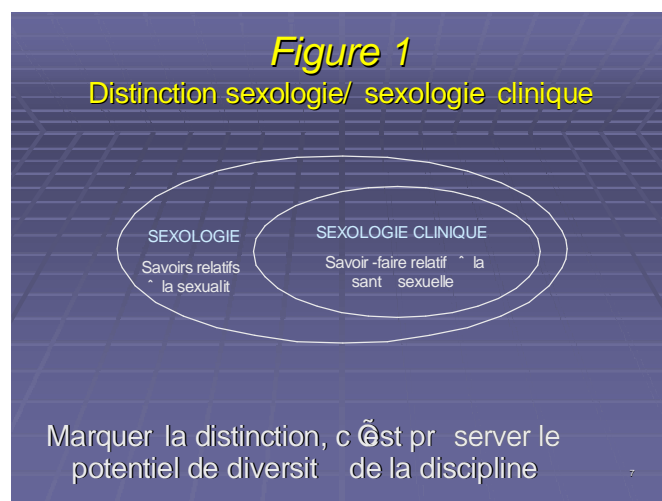 Figure 1
Distinction sexologie/ sexologie clinique
SEXOLOGIE
Savoirs relatifs
ˆ la sexualit
SEXOLOGIE CLINIQUE
Savoir -faire relatif ˆ la
sant sexuelle
Marquer la distinction, c Õest pr server le
potentiel de diversit de la discipline
7